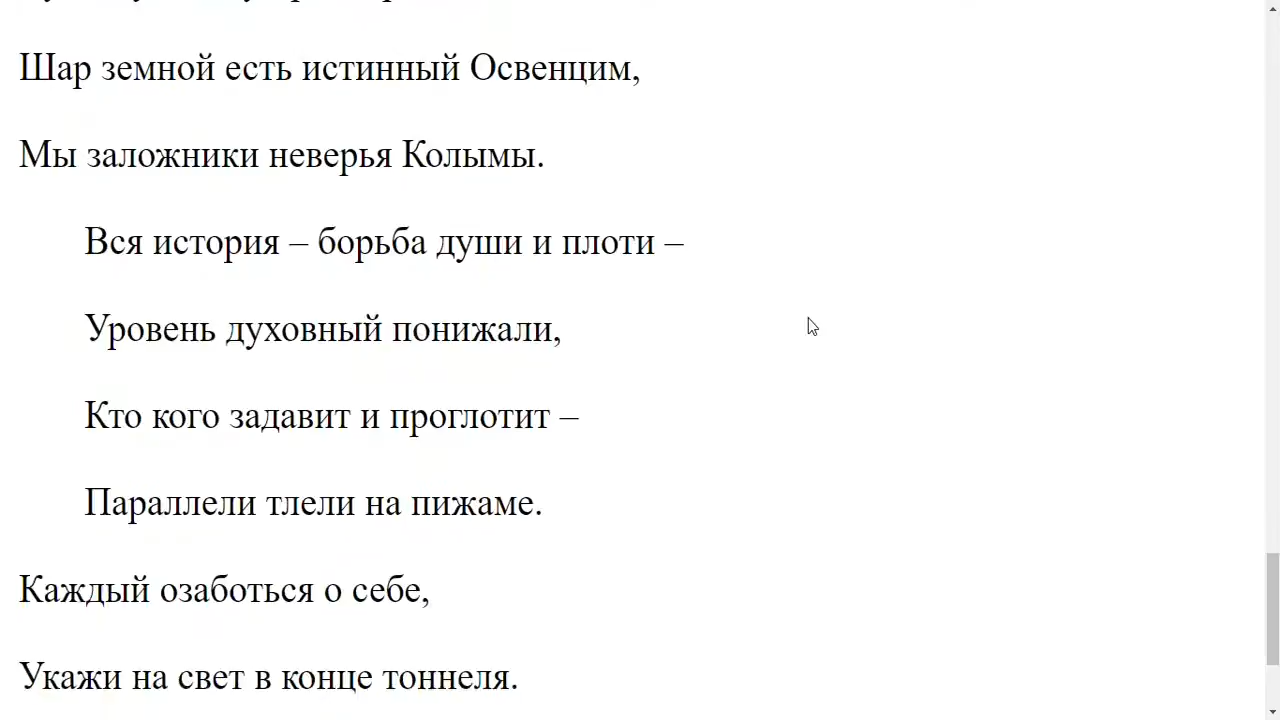 Шар земной есть истинный Освенцим,
Мы заложники неверья Колымы.
Вся история – борьба души и плоти –
Уровень духовный понижали,
Кто кого задавит и проглотит –
Параллели тлели на пижаме.
Каждый озаботься о себе,
Укажи на свет в конце тоннеля.